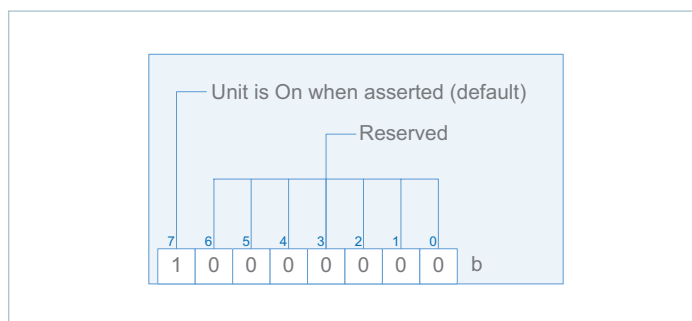 Unit is On when asserted (default)
Reserved
7 6 5 4 3 2 1 0
1 0 0 0 0 0 0 0 b